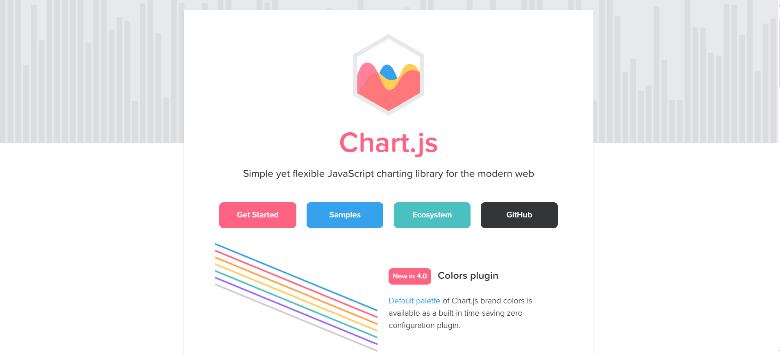 Chart.js
Simple yet flexible JavaScript charting library for the modern web
Get Started Samples Ecosystem GitHub
New in 4.0 Colors plugin
Default palette of Chart.js brand colors is
available as a built-in time-saving zero-
configuration plugin.